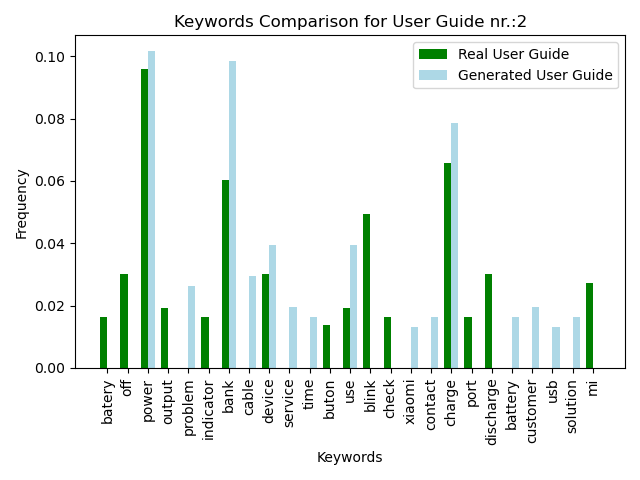 Keywords Comparison for User Guide nr.:2
Real User Guide
Generated User Guide
Frequency
0.10
0.08
0.06
0.04
0.02
0.00
batery
off
power
output
problem
indicator
bank
cable
device
service
time
buton
use
blink
check
xiaomi
contact
charge
port
discharge
battery
customer
usb
solution
mi
Keywords